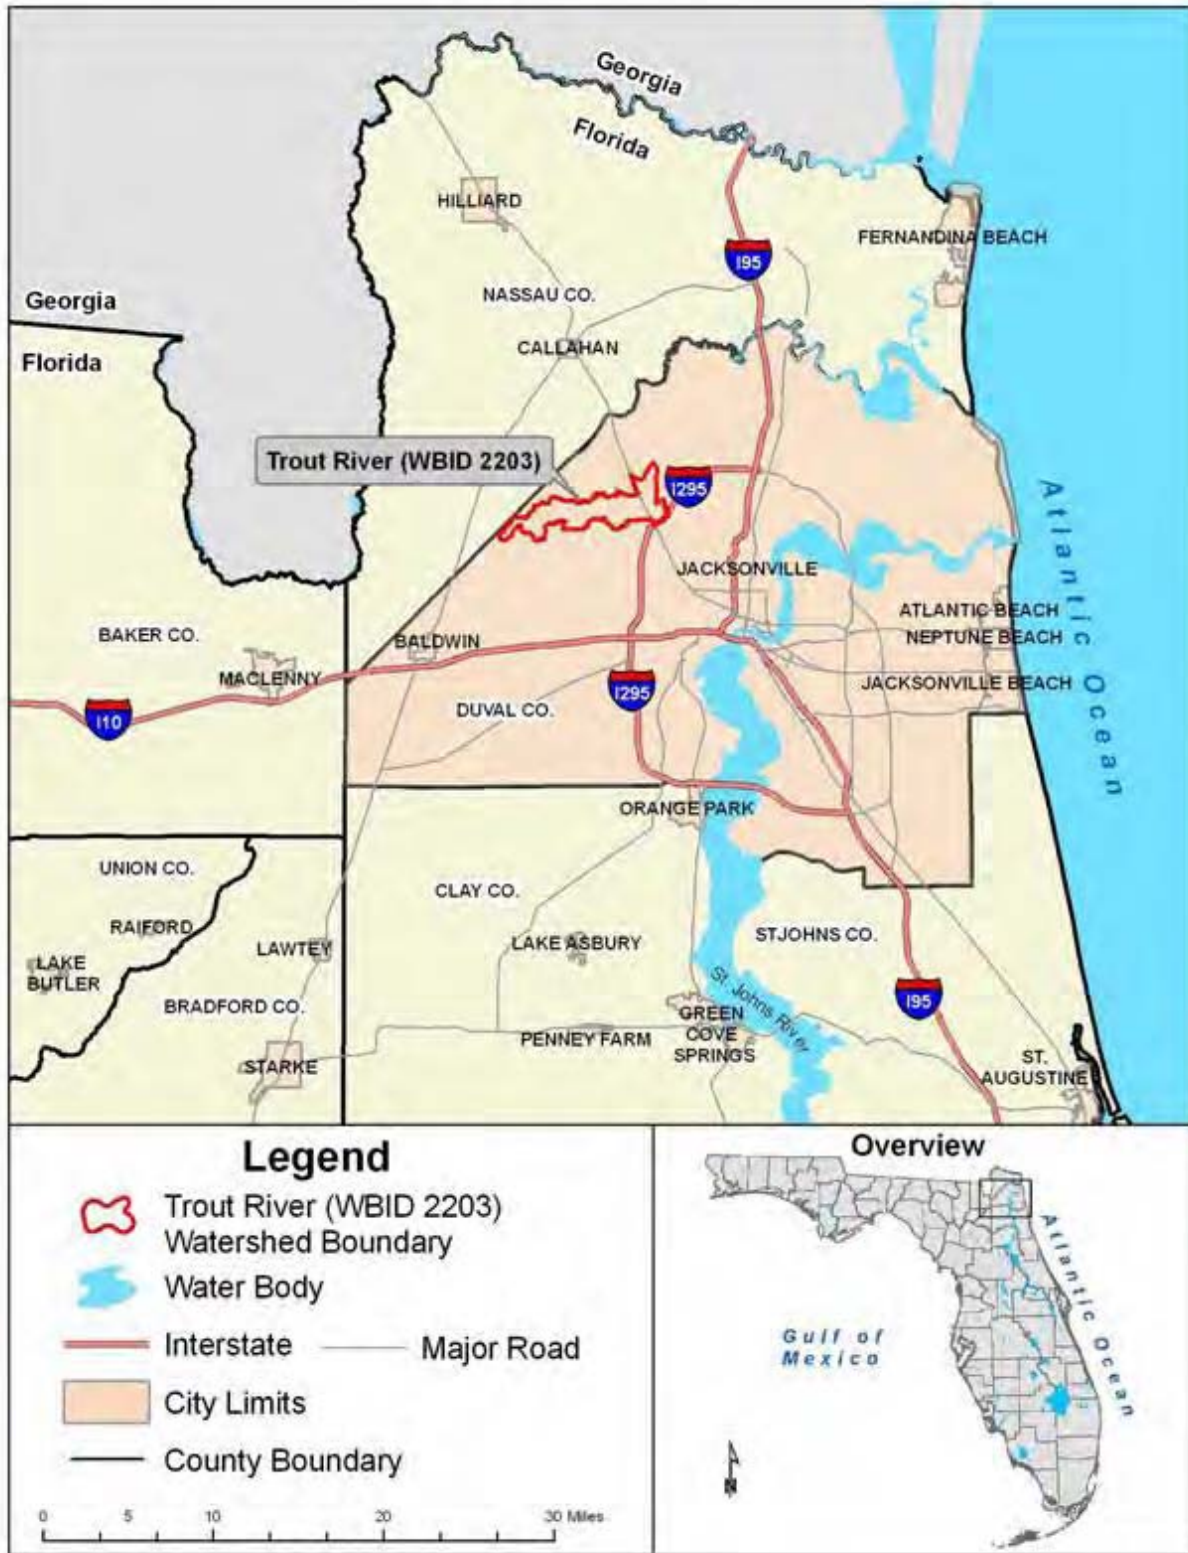 Georgia
Florida
HILLIARD
FERNANDINA BEACH
I95
NASSAU CO.
Georgia
CALLAHAN
Florida
Trout River (WBID 2203)
I295
Atlantic Ocean
JACKSONVILLE
ATLANTIC BEACH
BAKER CO.
BALDWIN
NEPTUNE BEACH
MACLENNY
JACKSONVILLE BEACH
I295
I10
DUVAL CO.
ORANGE PARK
UNION CO.
CLAY CO.
RAIFORD
STJOHNS CO.
LAWTEY
LAKE ASBURY
LAKE
BUTLER
St. Johns River
I95
BRADFORD CO.
GREEN
COVE
SPRINGS
PENNEY FARM
STARKE
ST.
AUGUSTINE
Legend
Trout River (WBID 2203)
Watershed Boundary
Water Body
Interstate
Major Road
City Limits
County Boundary
0 5 10 20 30 Miles
Overview
Atlantic Ocean
Gulf of
Mexico